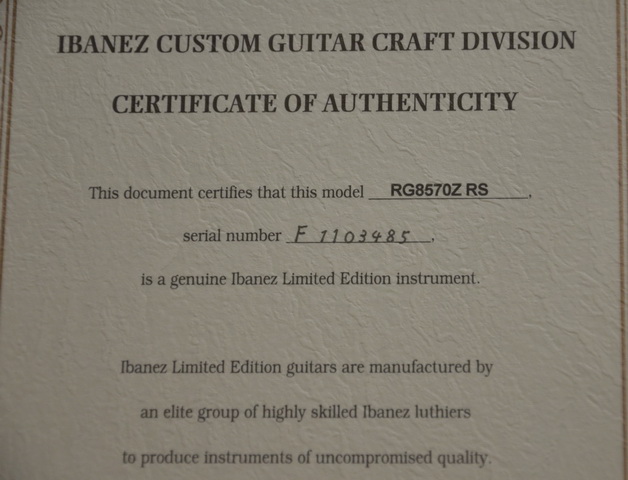 IBANEZ CUSTOM GUITAR CRAFT DIVISION
CERTIFICATE OF AUTHENTICITY
This document certifies that this model RG8570Z RS,
serial number F 1103485,
is a genuine Ibanez Limited Edition instrument.
Ibanez Limited Edition guitars are manufactured by
an elite group of highly skilled Ibanez luthiers
to produce instruments of uncompromised quality.